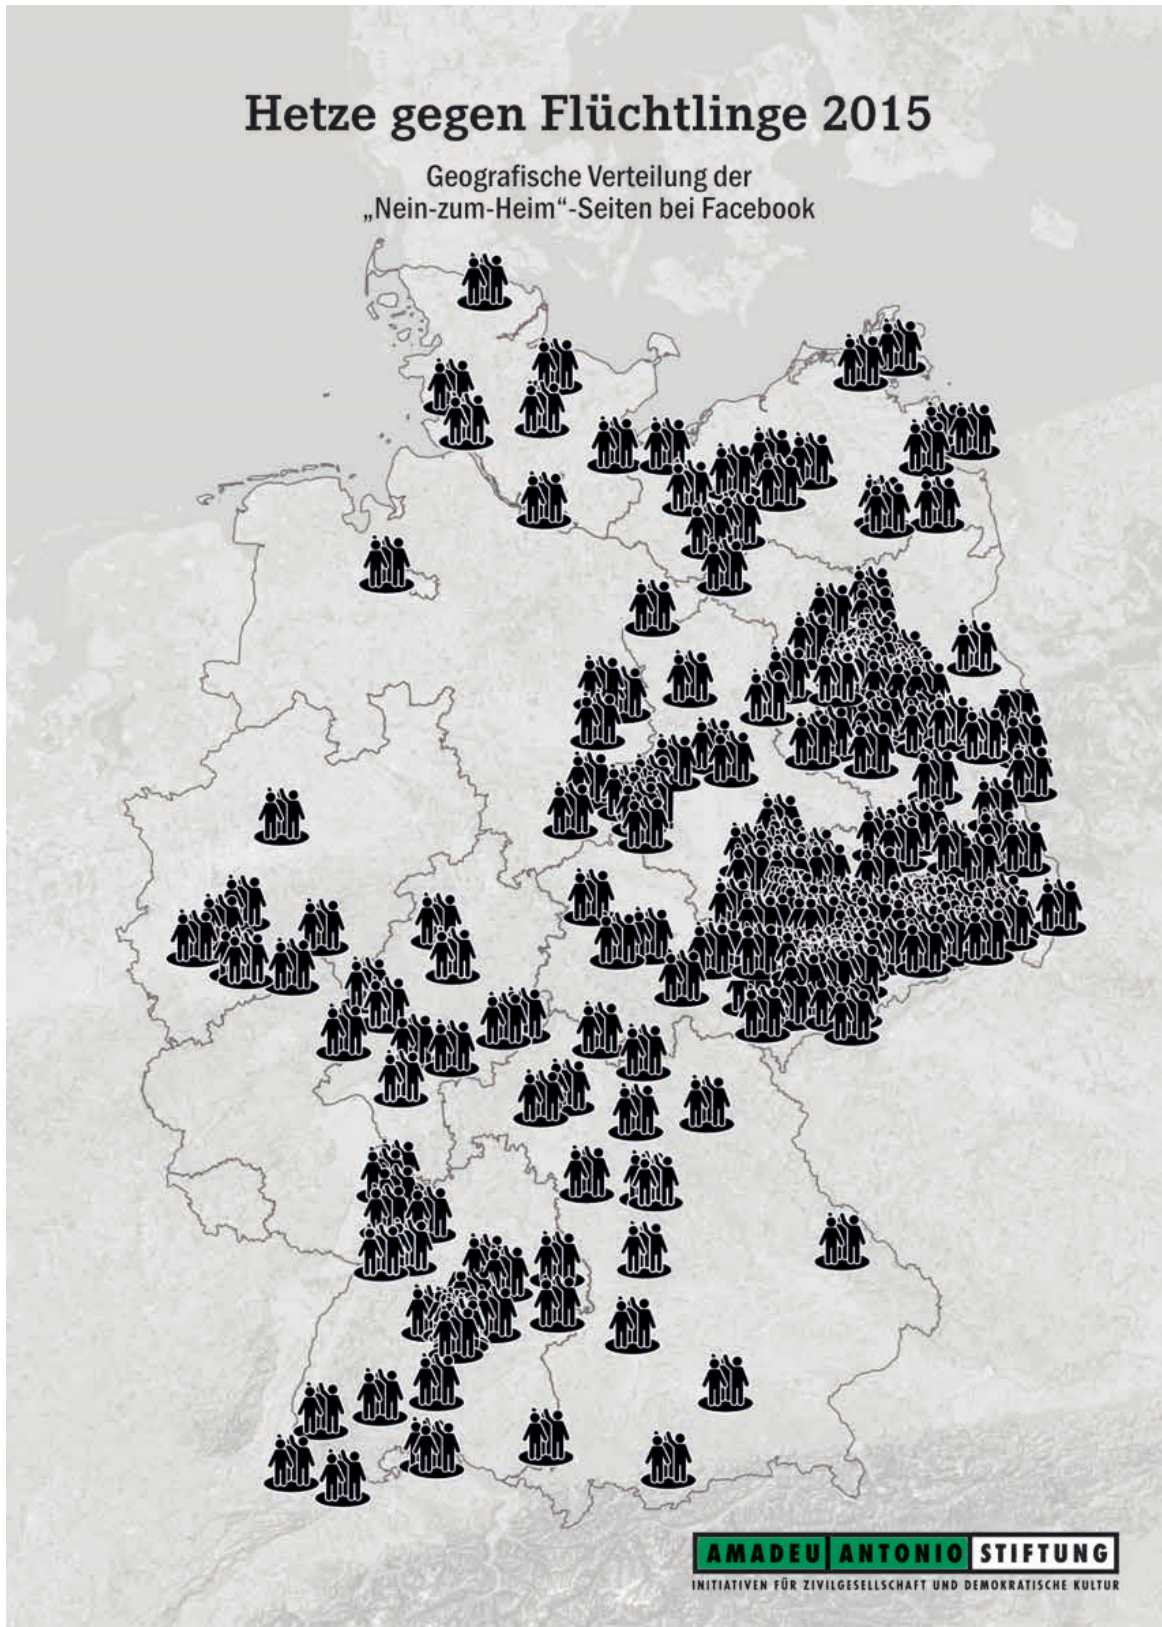 Hetze gegen Flüchtlinge 2015
Geografische Verteilung der
„Nein-zum-Heim“-Seiten bei Facebook
AMADEU ANTONIO STIFTUNG
INITIATIVEN FÜR ZIVILGESELLSCHAFT UND DEMOKRATISCHE KULTUR